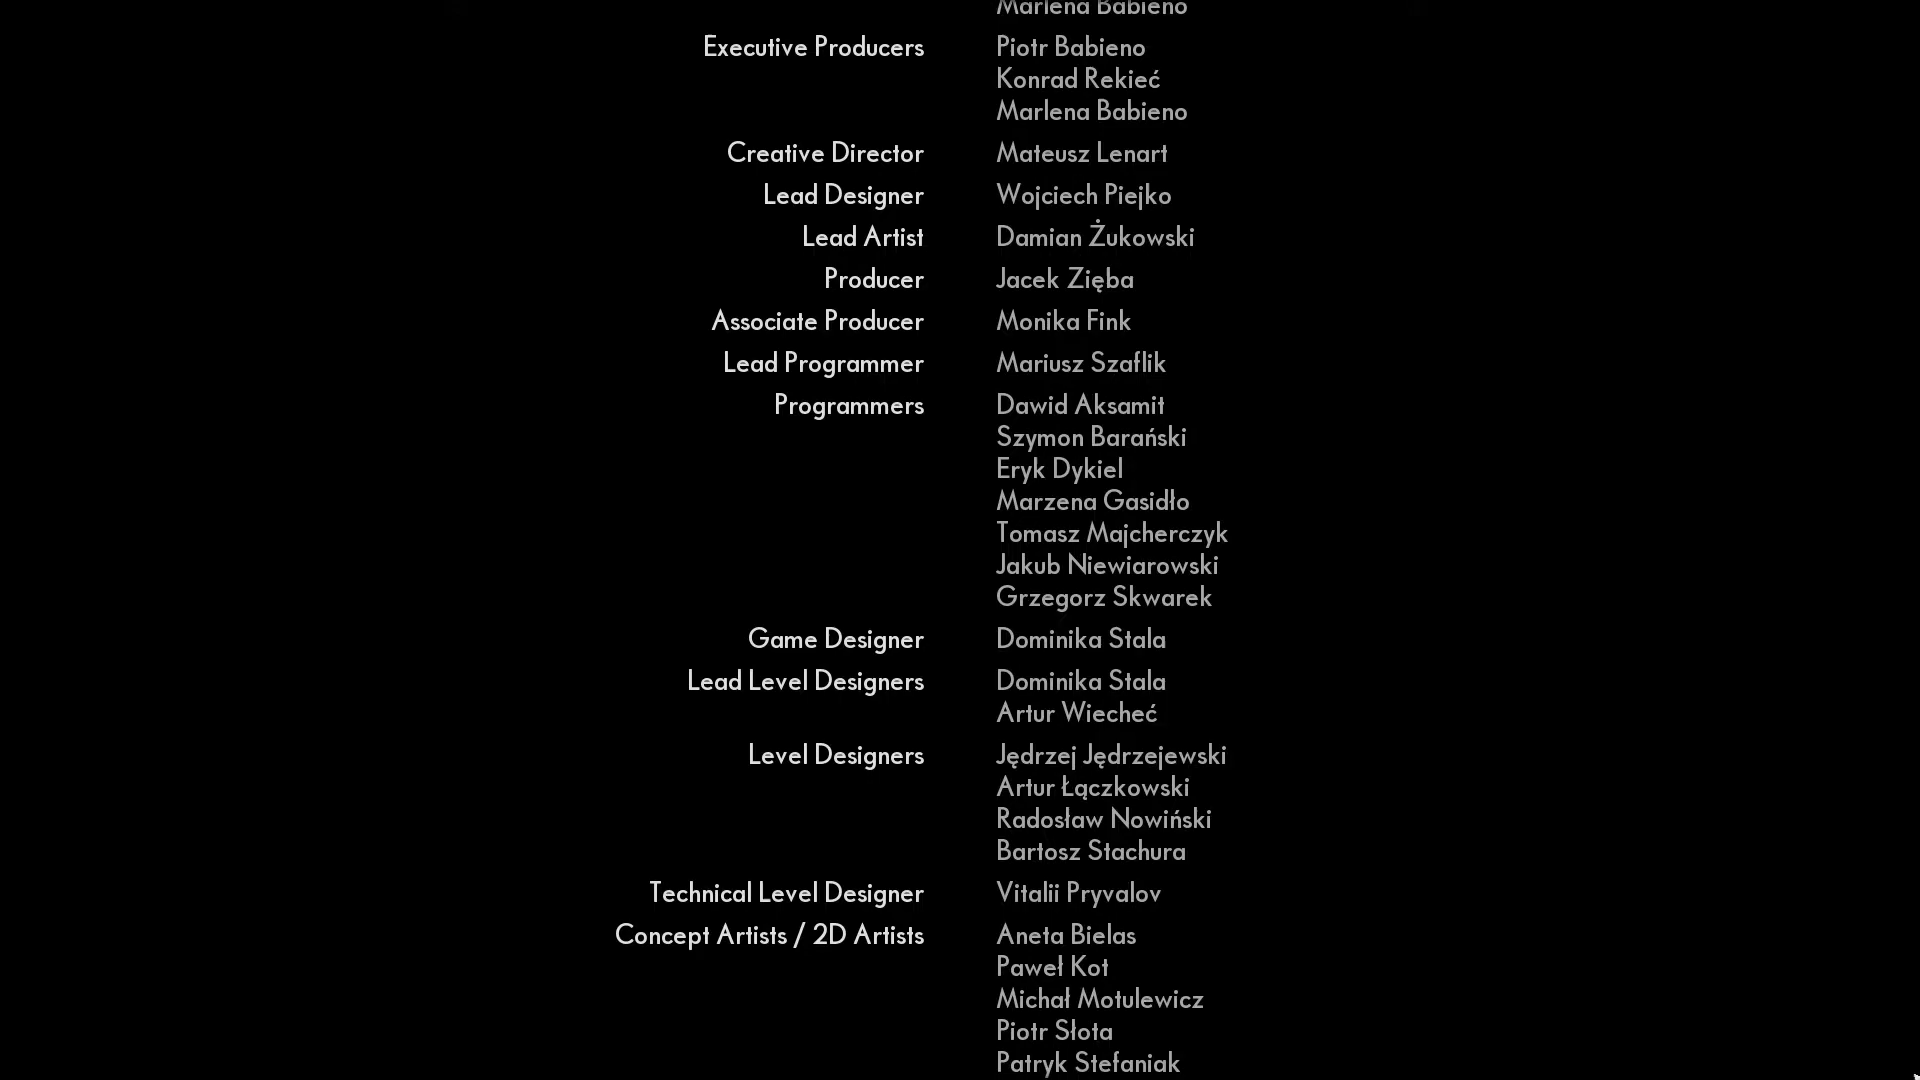 Marlena Babieno
Executive Producers Piotr Babieno
Konrad Rekieć
Marlena Babieno
Creative Director Mateusz Lenart
Lead Designer Wojciech Piejko
Lead Artist Damian Żukowski
Producer Jacek Zięba
Associate Producer Monika Fink
Lead Programmer Mariusz Szaflik
Programmers Dawid Aksamit
Szymon Barański
Eryk Dykiel
Marzena Gasidło
Tomasz Majcherczyk
Jakub Niewiarowski
Grzegorz Skwarek
Game Designer Dominika Stala
Lead Level Designers Dominika Stala
Artur Wiecheć
Level Designers Jędrzej Jędrzejewski
Artur Łączkowski
Radosław Nowiński
Bartosz Stachura
Technical Level Designer Vitalii Pryvalov
Concept Artists / 2D Artists Aneta Bielas
Paweł Kot
Michał Motulewicz
Piotr Słota
Patryk Stefaniak